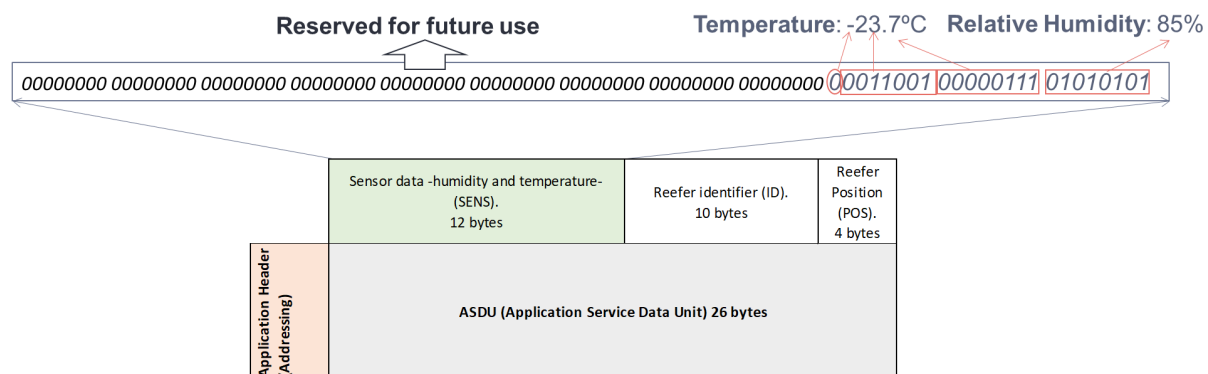 Reserved for future use
Temperature: -23.7ºC Relative Humidity: 85%
00000000 00000000 00000000 00000000 00000000 00000000 00000000 00000000 00000000 00011001 00000111 01010101
Sensor data -humidity and temperature-
(SENS).
12 bytes
Reefer identifier (ID).
10 bytes
Reefer
Position
(POS).
4 bytes
Application Header
(Addressing)
ASDU (Application Service Data Unit) 26 bytes